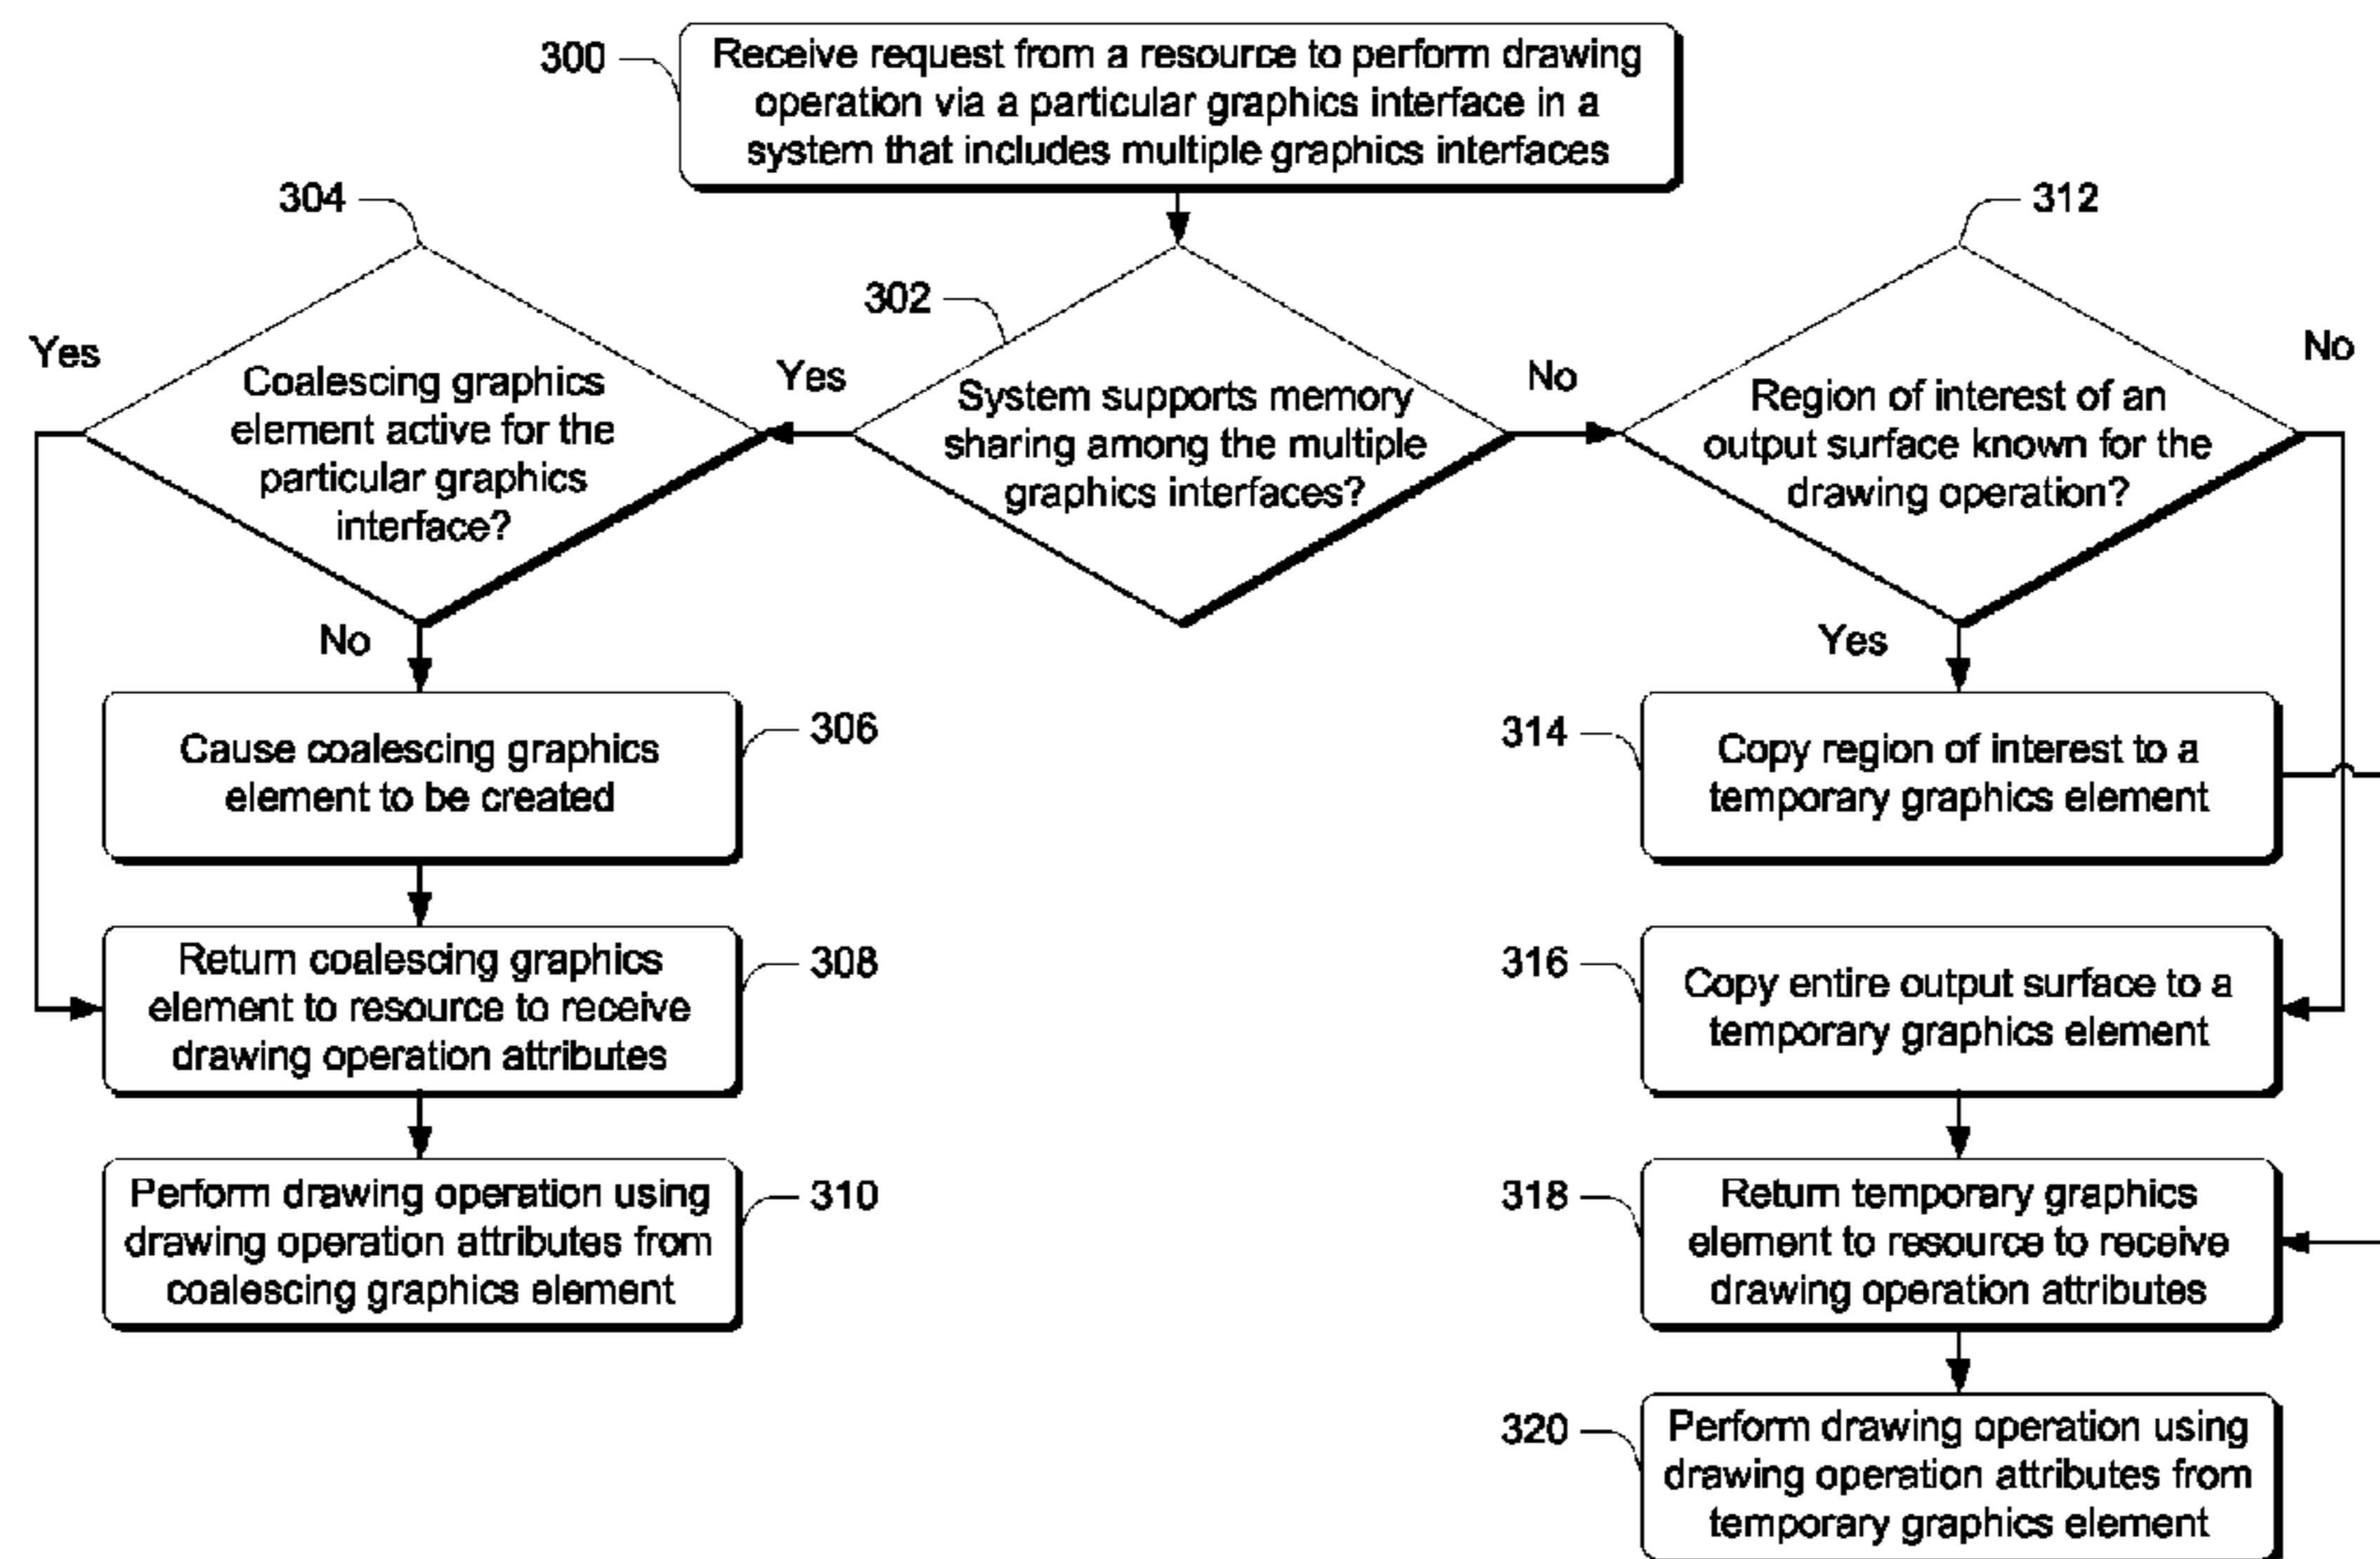 300
Receive request from a resource to perform drawing
operation via a particular graphics interface in a
system that includes multiple graphics interfaces
302
System supports memory
sharing among the multiple
graphics interfaces?
Yes
No
304
Coalescing graphics
element active for the
particular graphics
interface?
Yes
No
306
Cause coalescing graphics
element to be created
308
Return coalescing graphics
element to resource to receive
drawing operation attributes
310
Perform drawing operation using
drawing operation attributes from
coalescing graphics element
312
Region of interest of an
output surface known for the
drawing operation?
No
Yes
314
Copy region of interest to a
temporary graphics element
316
Copy entire output surface to a
temporary graphics element
318
Return temporary graphics
element to resource to receive
drawing operation attributes
320
Perform drawing operation using
drawing operation attributes from
temporary graphics element